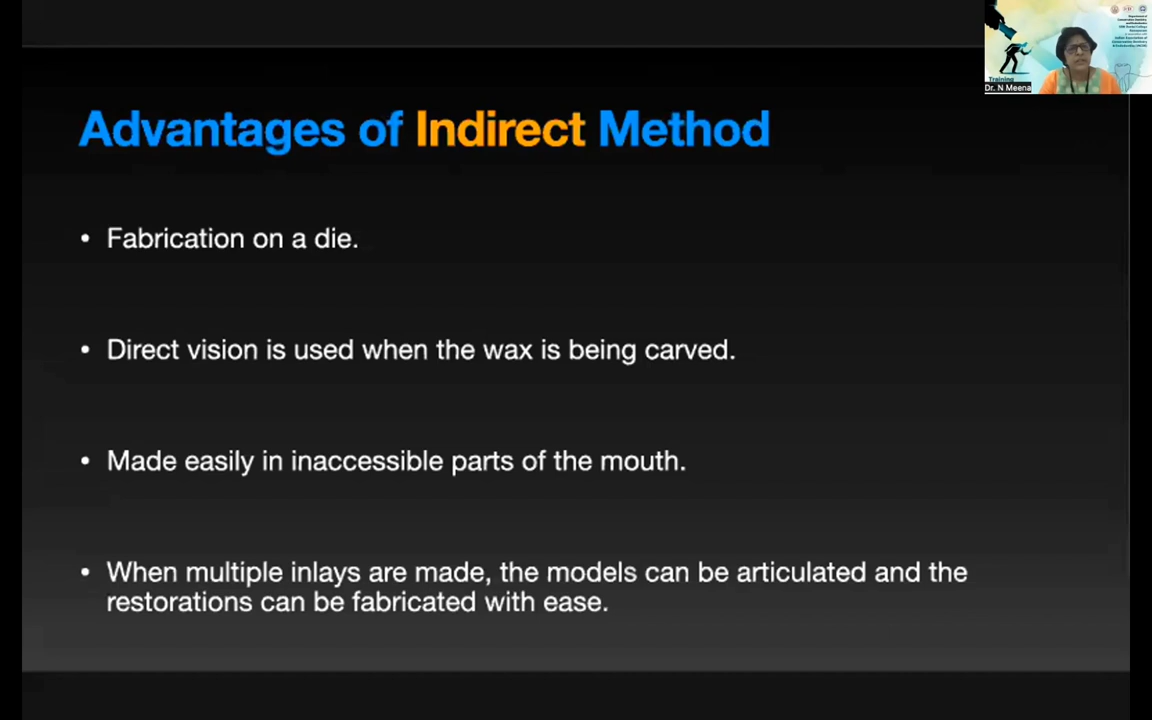 Advantages of Indirect Method
• Fabrication on a die.
• Direct vision is used when the wax is being carved.
• Made easily in inaccessible parts of the mouth.
• When multiple inlays are made, the models can be articulated and the
restorations can be fabricated with ease.
Training
Dr. N Meena